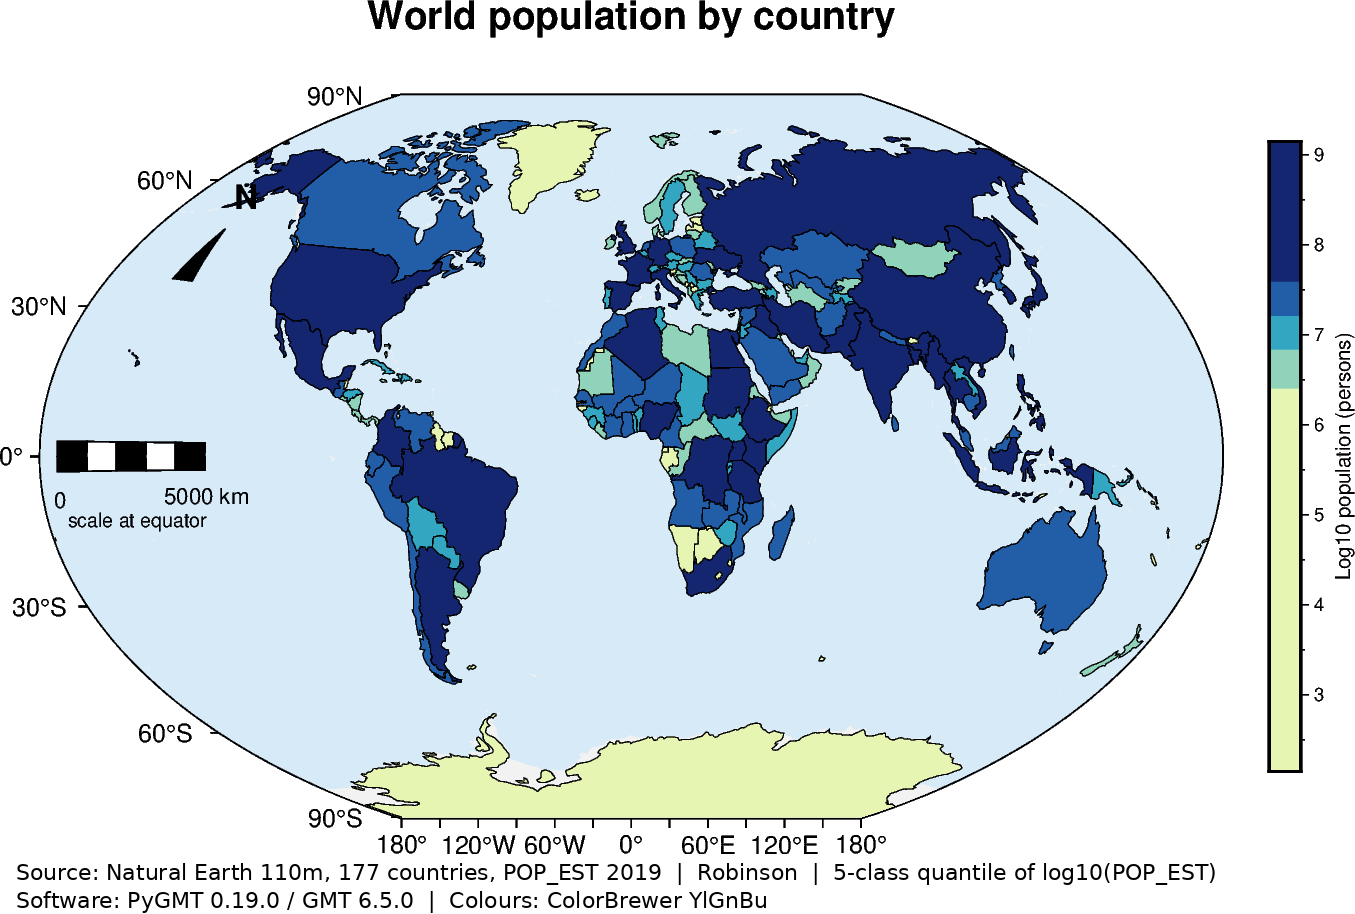 World population by country
90°N
60°N
N
30°N
0°
0 5000 km
scale at equator
30°S
60°S
90°S
180° 120°W 60°W 0° 60°E 120°E 180°
9
8
7
6
5
4
3
Log10 population (persons)
Source: Natural Earth 110m, 177 countries, POP_EST 2019 | Robinson | 5-class quantile of log10(POP_EST)
Software: PyGMT 0.19.0 / GMT 6.5.0 | Colours: ColorBrewer YlGnBu